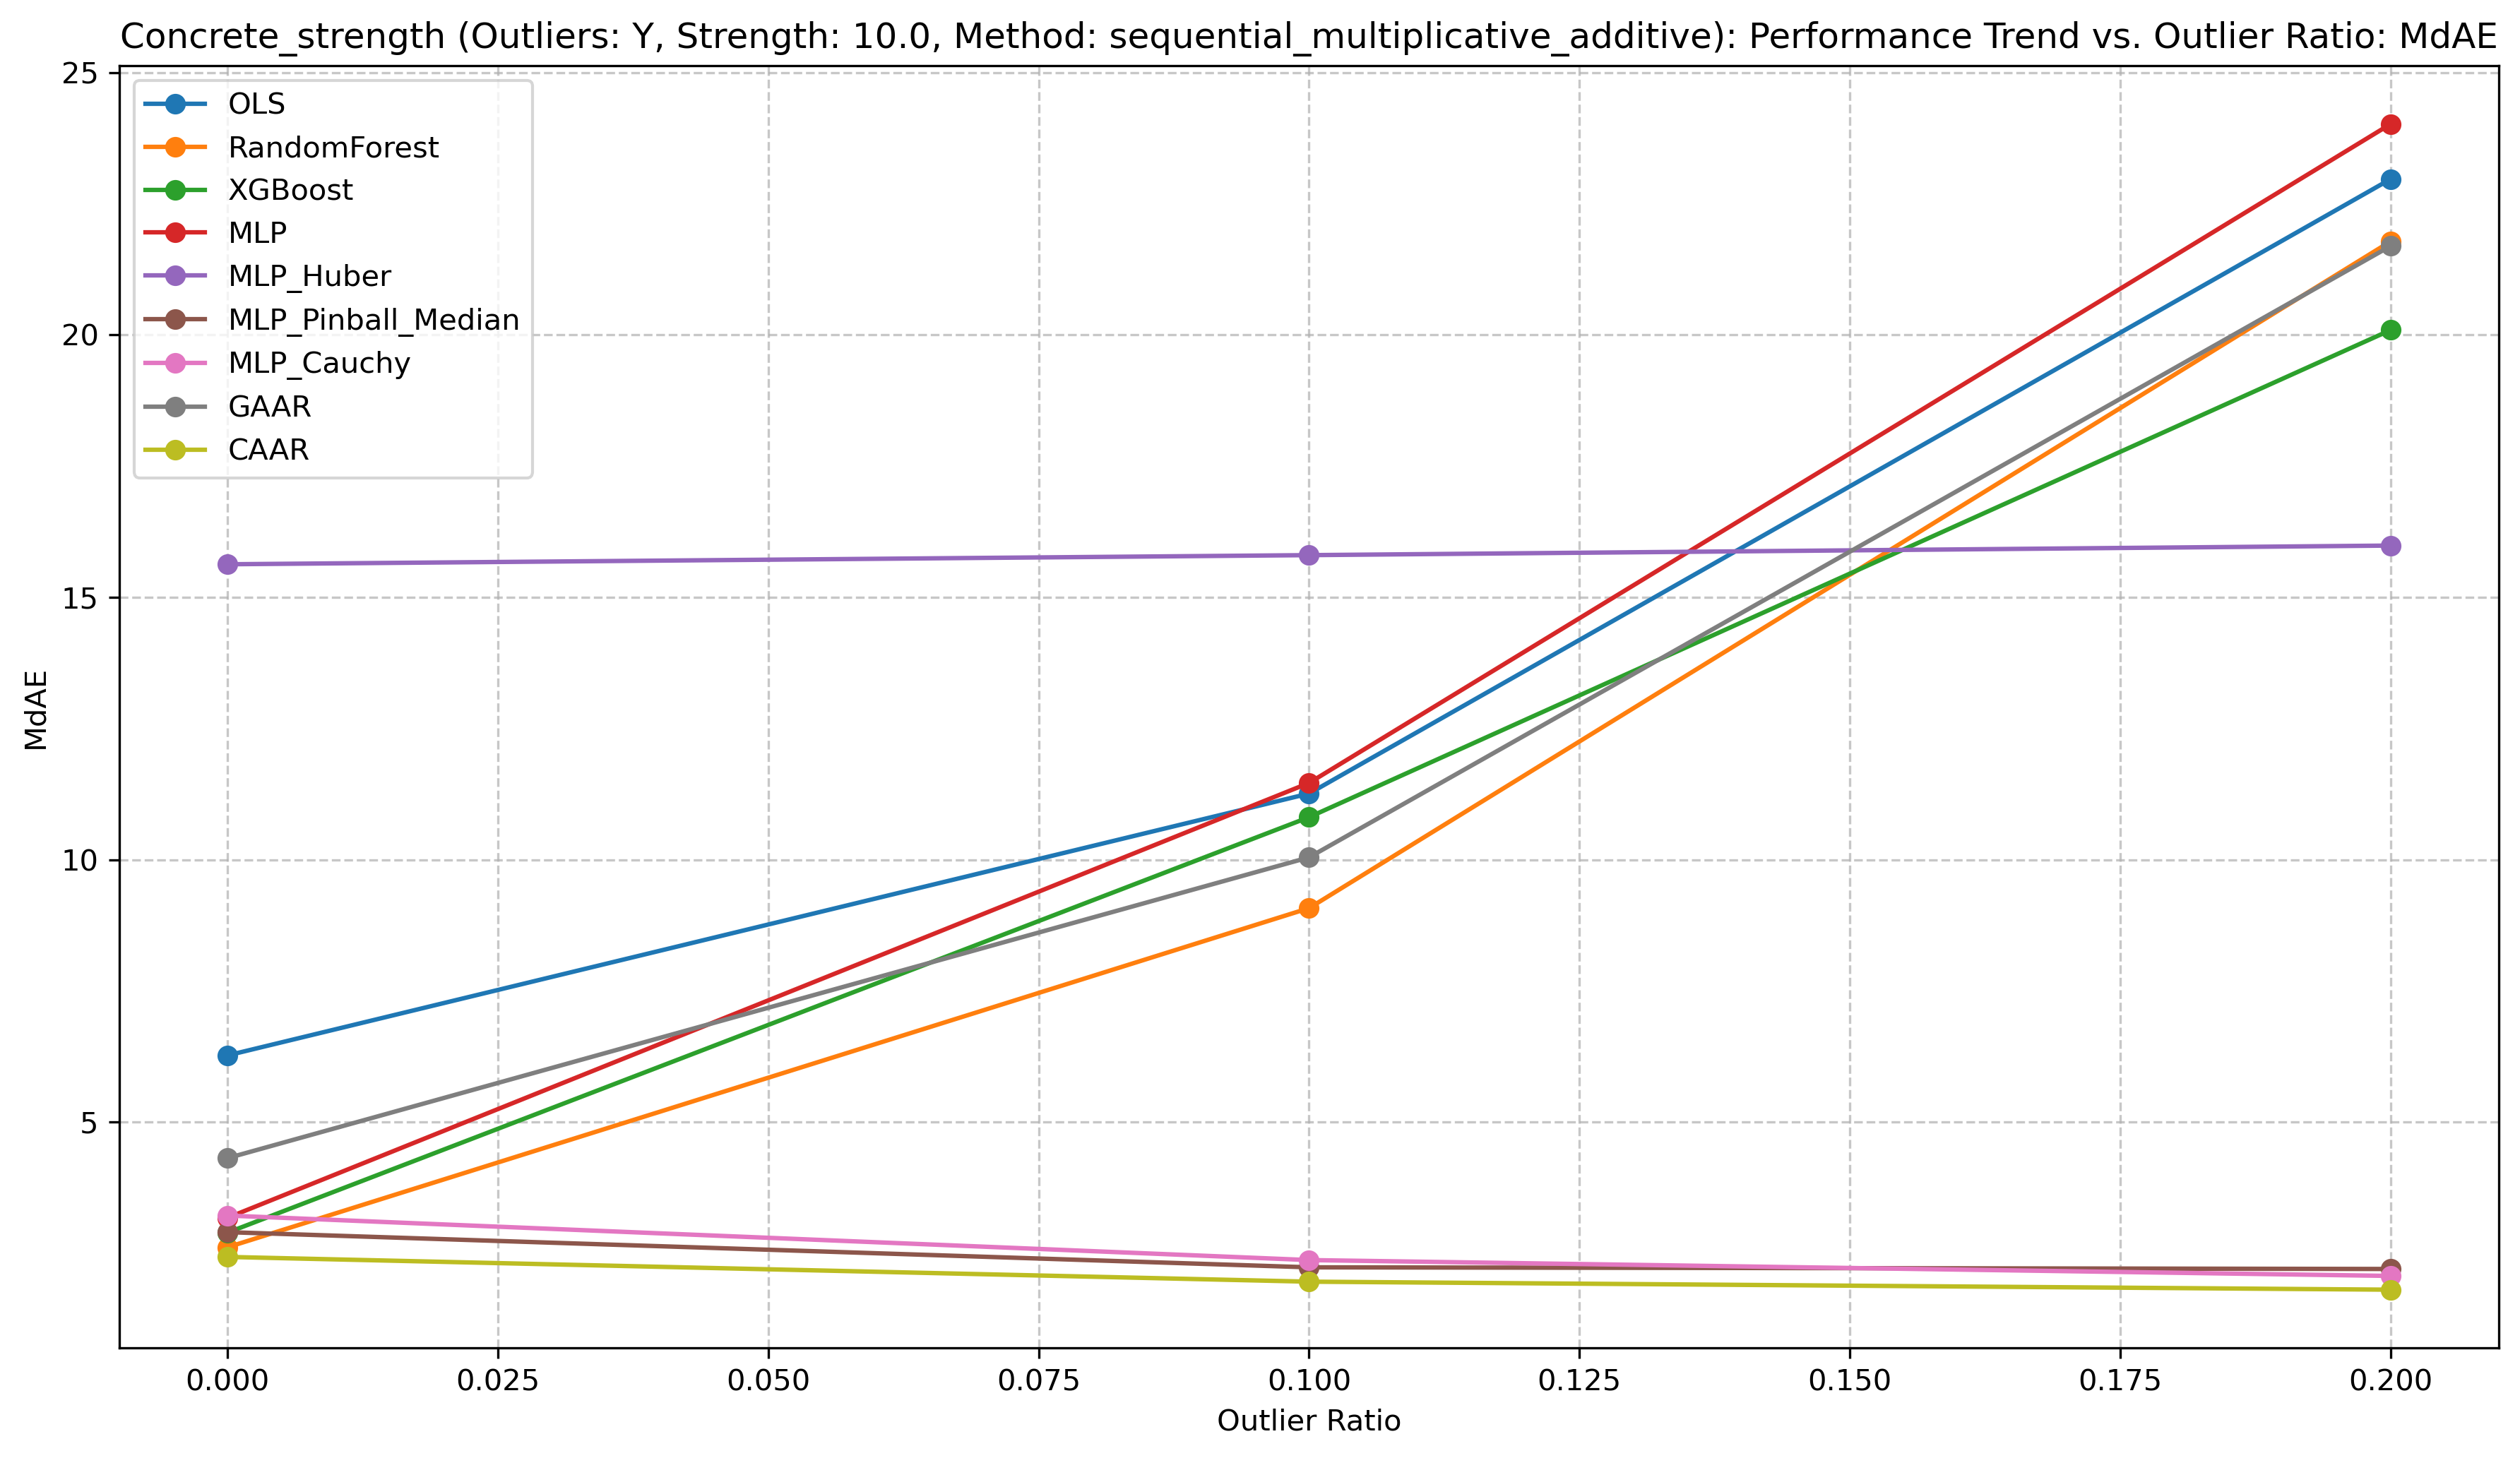 Concrete_strength (Outliers: Y, Strength: 10.0, Method: sequential_multiplicative_additive): Performance Trend vs. Outlier Ratio: MdAE
25
20
15
10
5
MdAE
OLS
RandomForest
XGBoost
MLP
MLP_Huber
MLP_Pinball_Median
MLP_Cauchy
GAAR
CAAR
0.000 0.025 0.050 0.075 0.100 0.125 0.150 0.175 0.200
Outlier Ratio